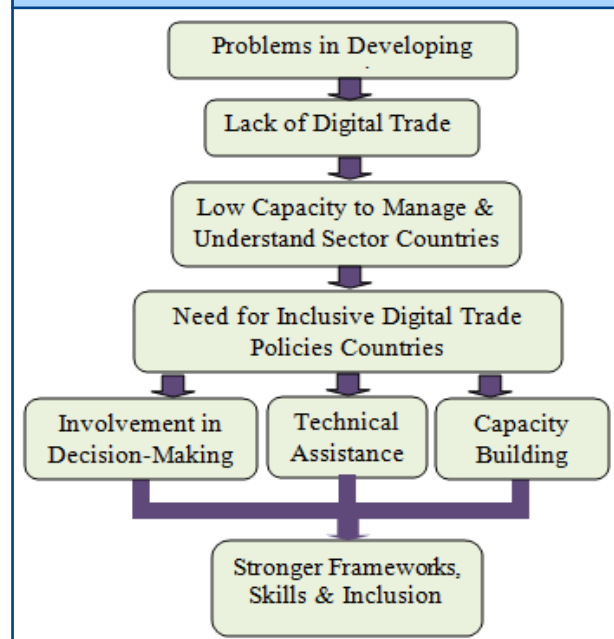 Problems in Developing
Lack of Digital Trade
Low Capacity to Manage &
Understand Sector Countries
Need for Inclusive Digital Trade
Policies Countries
Involvement in
Decision-Making
Technical
Assistance
Capacity
Building
Stronger Frameworks,
Skills & Inclusion